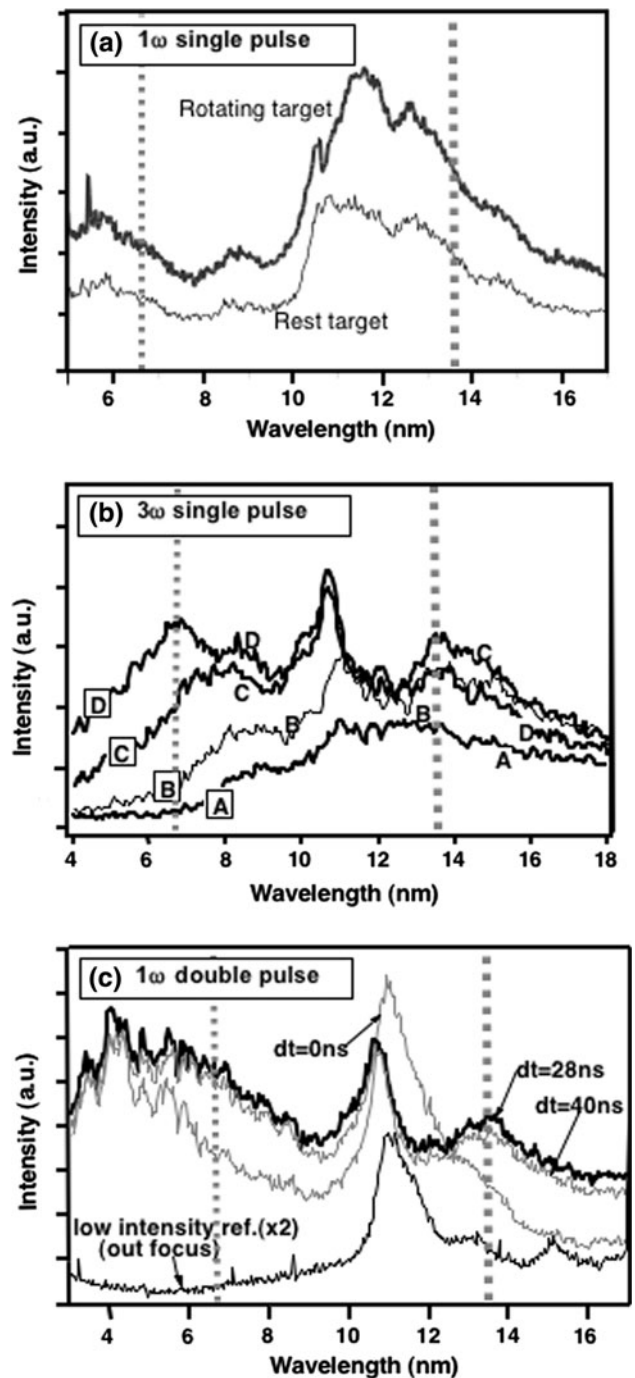 (a) 1ω single pulse
Intensity (a.u.)
Rotating target
Rest target
6 8 10 12 14 16
Wavelength (nm)
(b) 3ω single pulse
Intensity (a.u.)
D
C
D
C
B
C
B
D
B
A
A
4 6 8 10 12 14 16 18
Wavelength (nm)
(c) 1ω double pulse
Intensity (a.u.)
dt=0ns
dt=28ns
dt=40ns
low intensity ref.(x2)
(out focus)
4 6 8 10 12 14 16
Wavelength (nm)